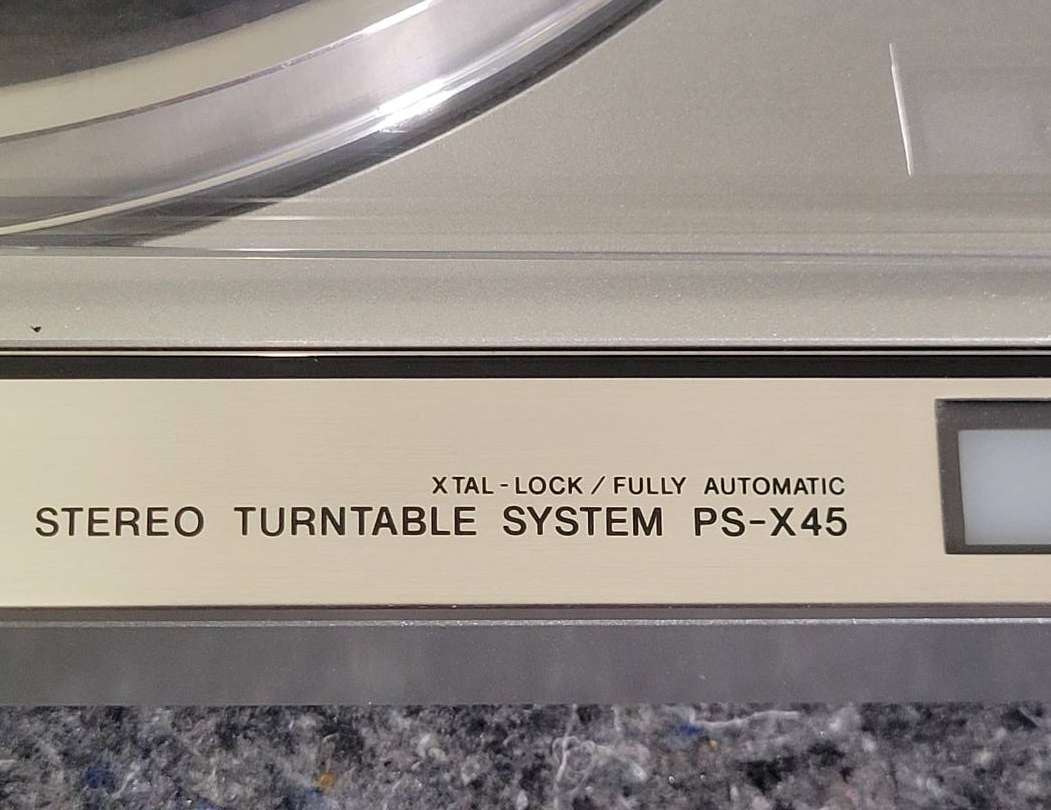 XTAL-LOCK/FULLY AUTOMATIC
STEREO TURNTABLE SYSTEM PS-X45